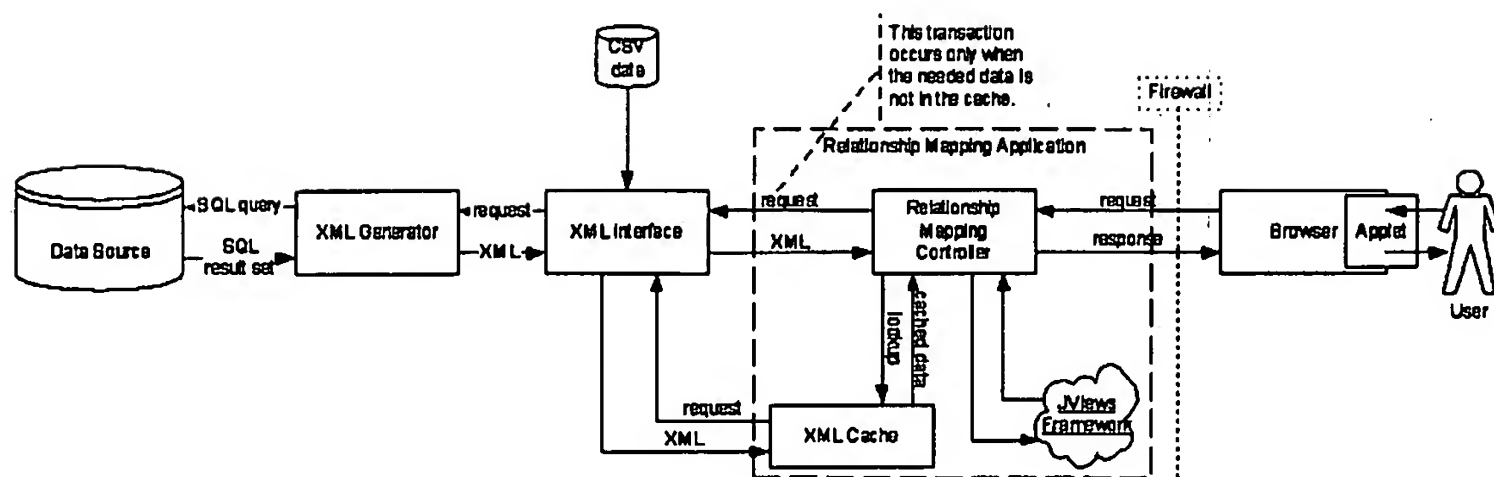 This transaction
occurs only when
the needed data is
not in the cache.
CSV
data
Firewall
Relationship Mapping Application
Data Source
SQL query
SQL
result set
XML Generator
request
XML
XML Interface
request
XML
Relationship
Mapping
Controller
request
response
Browser
Applet
User
lookup
cached data
request
XML
XML Cache
JViews
Framework